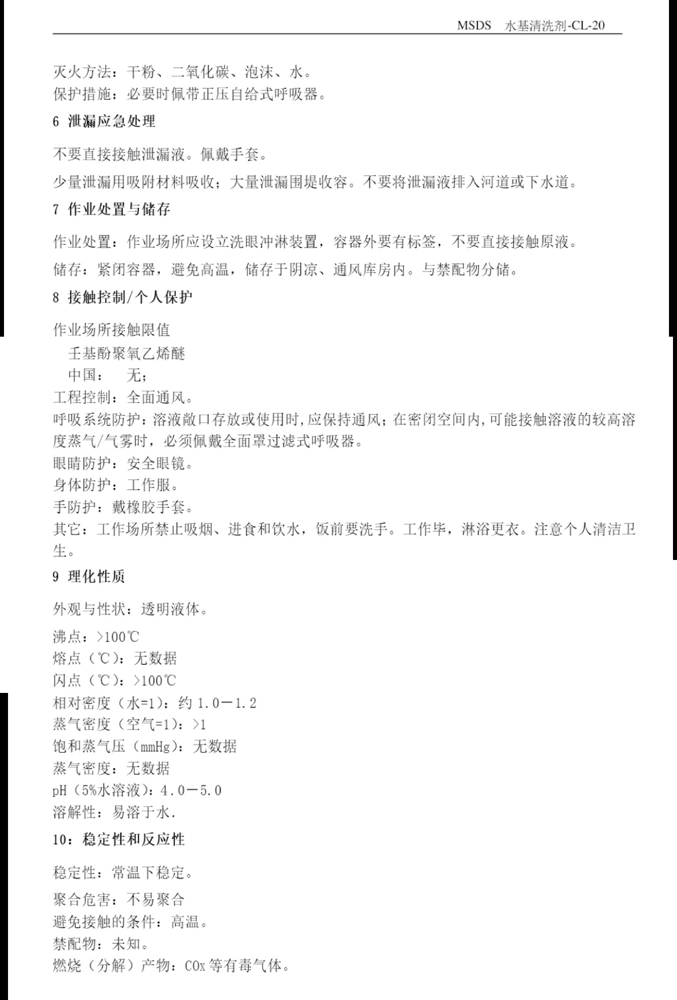 MSDS 水基清洗剂-CL-20
灭火方法：干粉、二氧化碳、泡沫、水。
保护措施：必要时佩带正压自给式呼吸器。
6 泄漏应急处理
不要直接接触泄漏液。佩戴手套。
少量泄漏用吸附材料吸收；大量泄漏围堤收容。不要将泄漏液排入河道或下水道。
7 作业处置与储存
作业处置：作业场所应设立洗眼冲淋装置，容器外要有标签，不要直接接触原液。
储存：紧闭容器，避免高温，储存于阴凉、通风库房内。与禁配物分储。
8 接触控制/个人保护
作业场所接触限值
壬基酚聚氧乙烯醚
中国： 无；
工程控制：全面通风。
呼吸系统防护：溶液敞口存放或使用时,应保持通风；在密闭空间内,可能接触溶液的较高溶
度蒸气/气雾时，必须佩戴全面罩过滤式呼吸器。
眼睛防护：安全眼镜。
身体防护：工作服。
手防护：戴橡胶手套。
其它：工作场所禁止吸烟、进食和饮水，饭前要洗手。工作毕，淋浴更衣。注意个人清洁卫
生。
9 理化性质
外观与性状：透明液体。
沸点：>100℃
熔点（℃）：无数据
闪点（℃）：>100℃
相对密度（水=1）：约 1.0－1.2
蒸气密度（空气=1）：>1
饱和蒸气压（mmHg）：无数据
蒸气密度：无数据
pH（5%水溶液）：4.0－5.0
溶解性：易溶于水.
10：稳定性和反应性
稳定性：常温下稳定。
聚合危害：不易聚合
避免接触的条件：高温。
禁配物：未知。
燃烧（分解）产物：COx 等有毒气体。